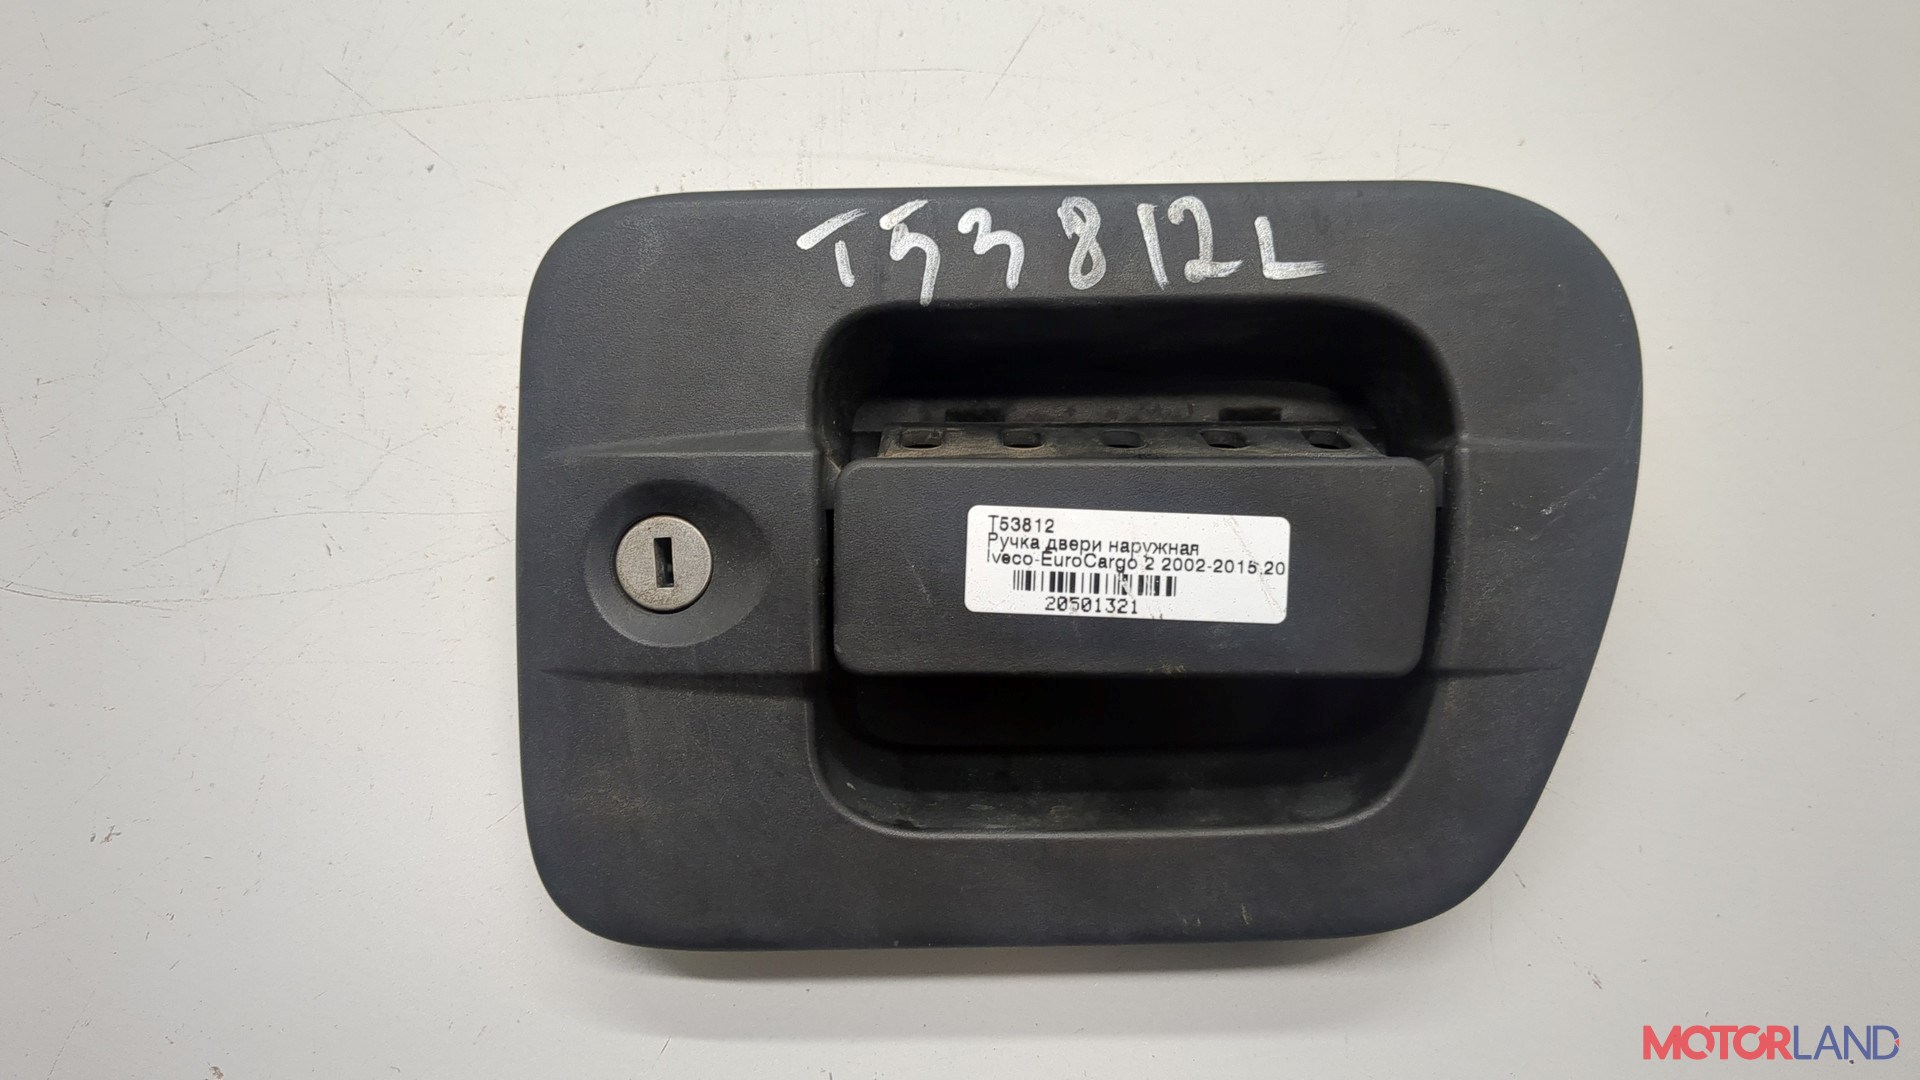 T53812L
T53812
Ручка двери наружная
Iveco-EuroCargo 2 2002-2015 20
20501321
MOTORLAND